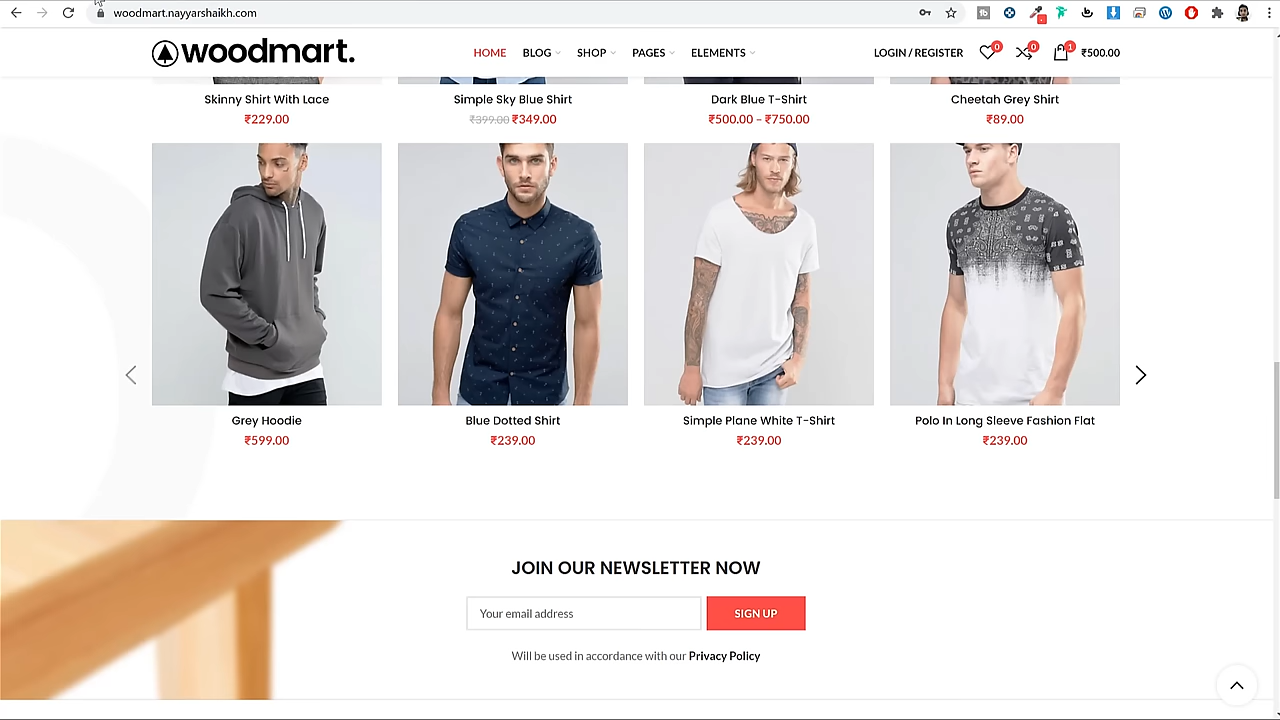 woodmart.nayyarshaikh.com
woodmart.
HOME BLOG SHOP PAGES ELEMENTS
LOGIN / REGISTER 0 0 1 ₹500.00
Skinny Shirt With Lace
₹229.00
Simple Sky Blue Shirt
₹399.00 ₹349.00
Dark Blue T-Shirt
₹500.00 – ₹750.00
Cheetah Grey Shirt
₹89.00
Grey Hoodie
₹599.00
Blue Dotted Shirt
₹239.00
Simple Plane White T-Shirt
₹239.00
Polo In Long Sleeve Fashion Flat
₹239.00
JOIN OUR NEWSLETTER NOW
Your email address
SIGN UP
Will be used in accordance with our Privacy Policy